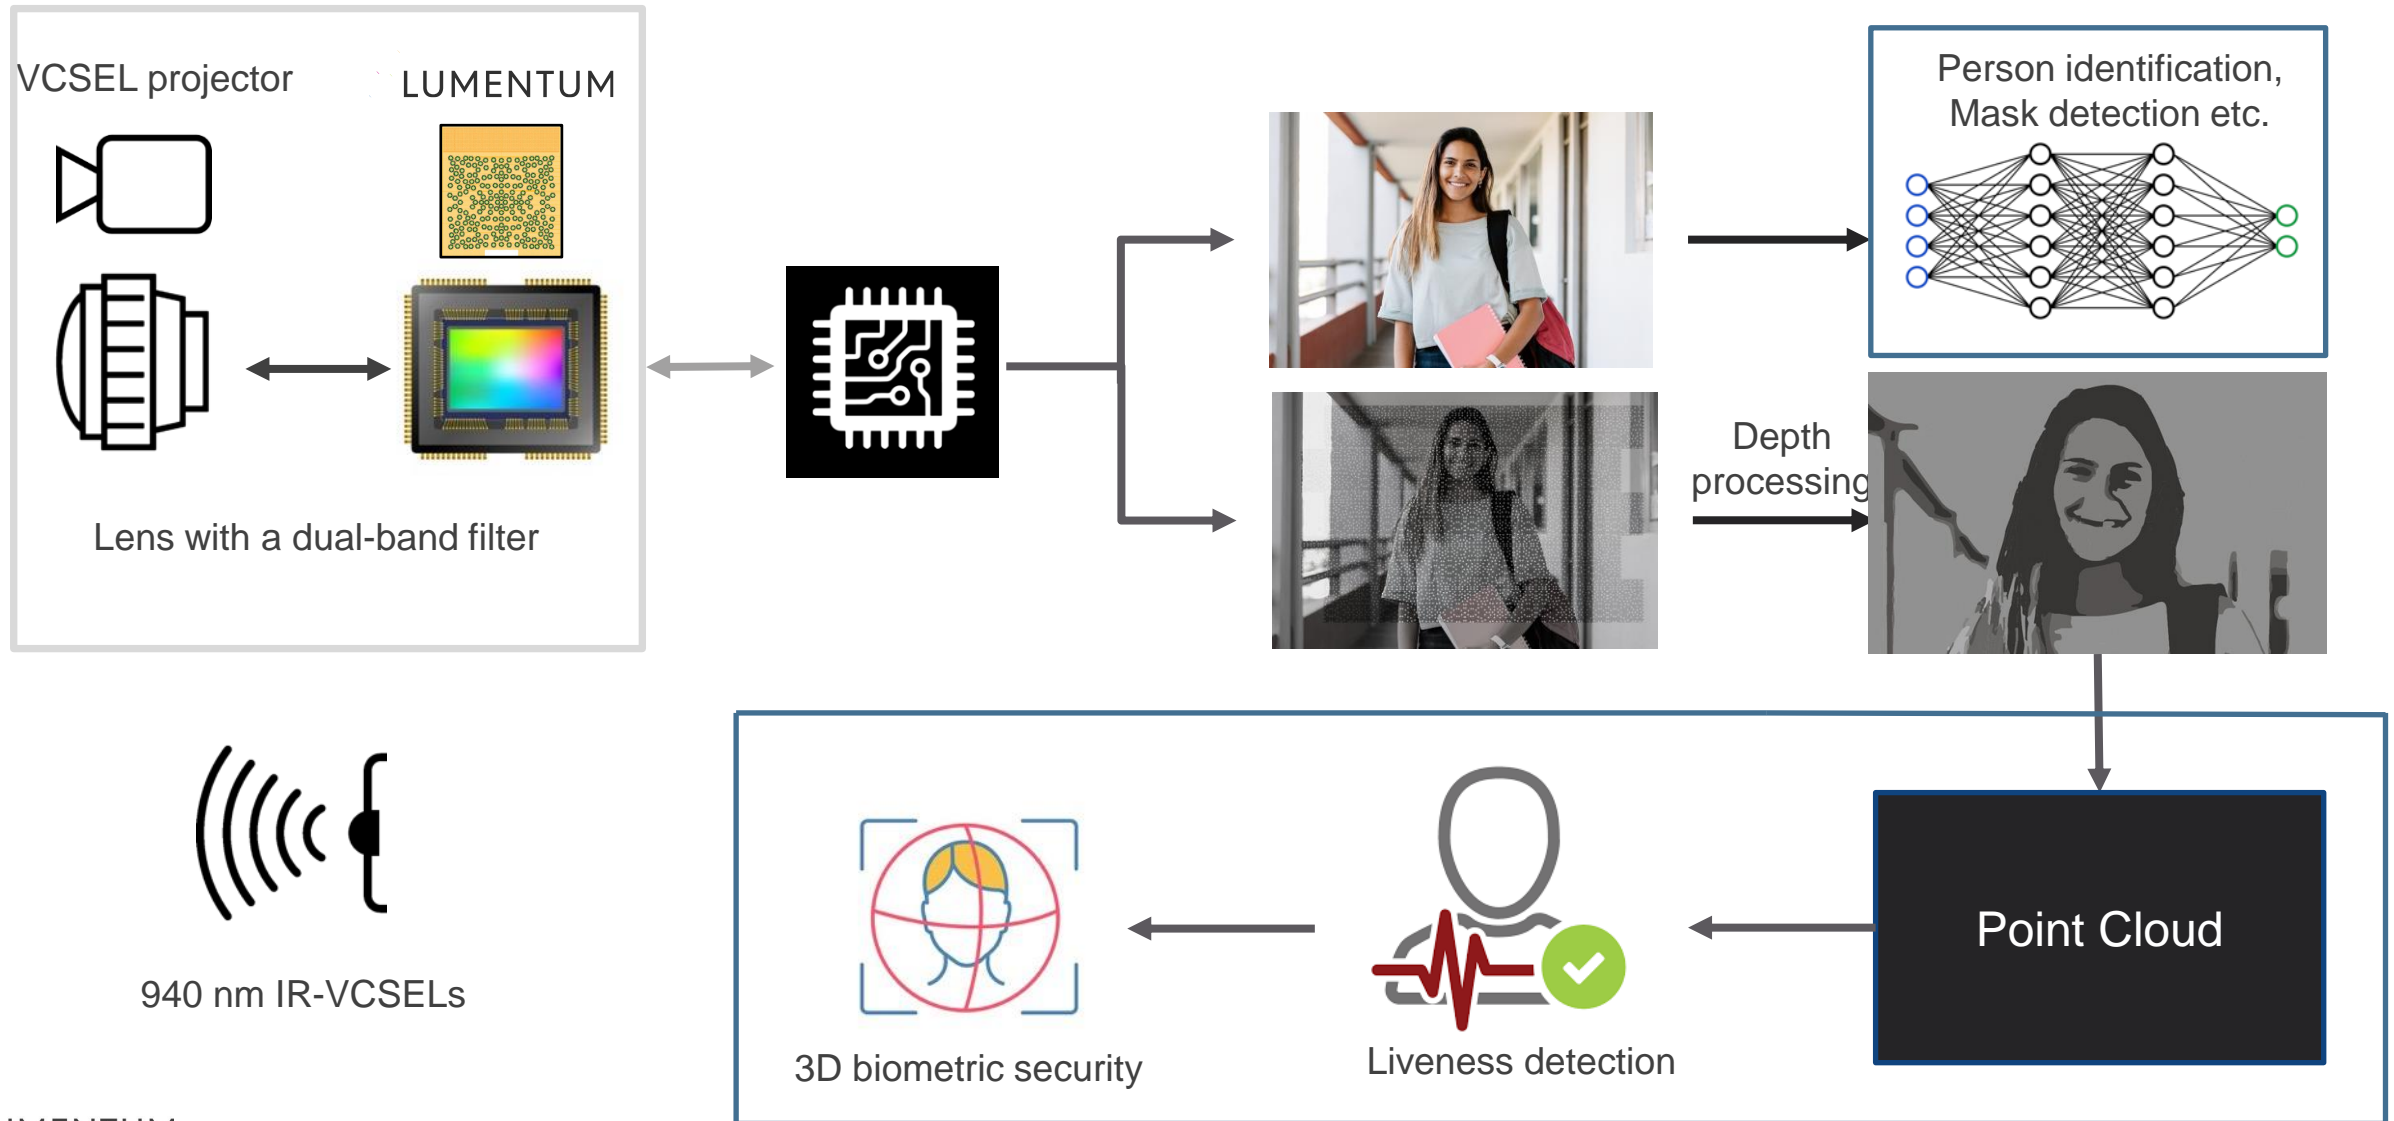 VCSEL projector
LUMENTUM
Lens with a dual-band filter
Person identification,
Mask detection etc.
Depth
processing
940 nm IR-VCSELs
3D biometric security
Liveness detection
Point Cloud